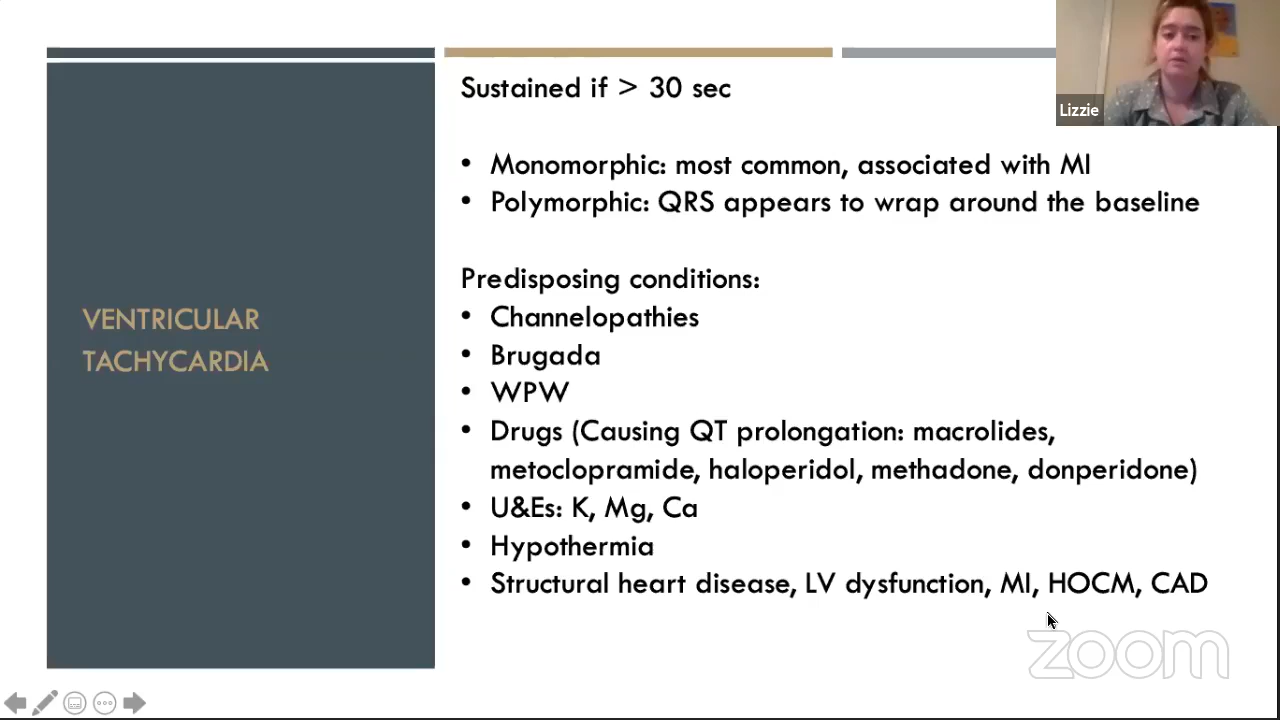 Sustained if > 30 sec
Lizzie
• Monomorphic: most common, associated with MI
• Polymorphic: QRS appears to wrap around the baseline
Predisposing conditions:
VENTRICULAR
TACHYCARDIA
• Channelopathies
• Brugada
• WPW
• Drugs (Causing QT prolongation: macrolides,
metoclopramide, haloperidol, methadone, donperidone)
• U&Es: K, Mg, Ca
• Hypothermia
• Structural heart disease, LV dysfunction, MI, HOCM, CAD
zoom